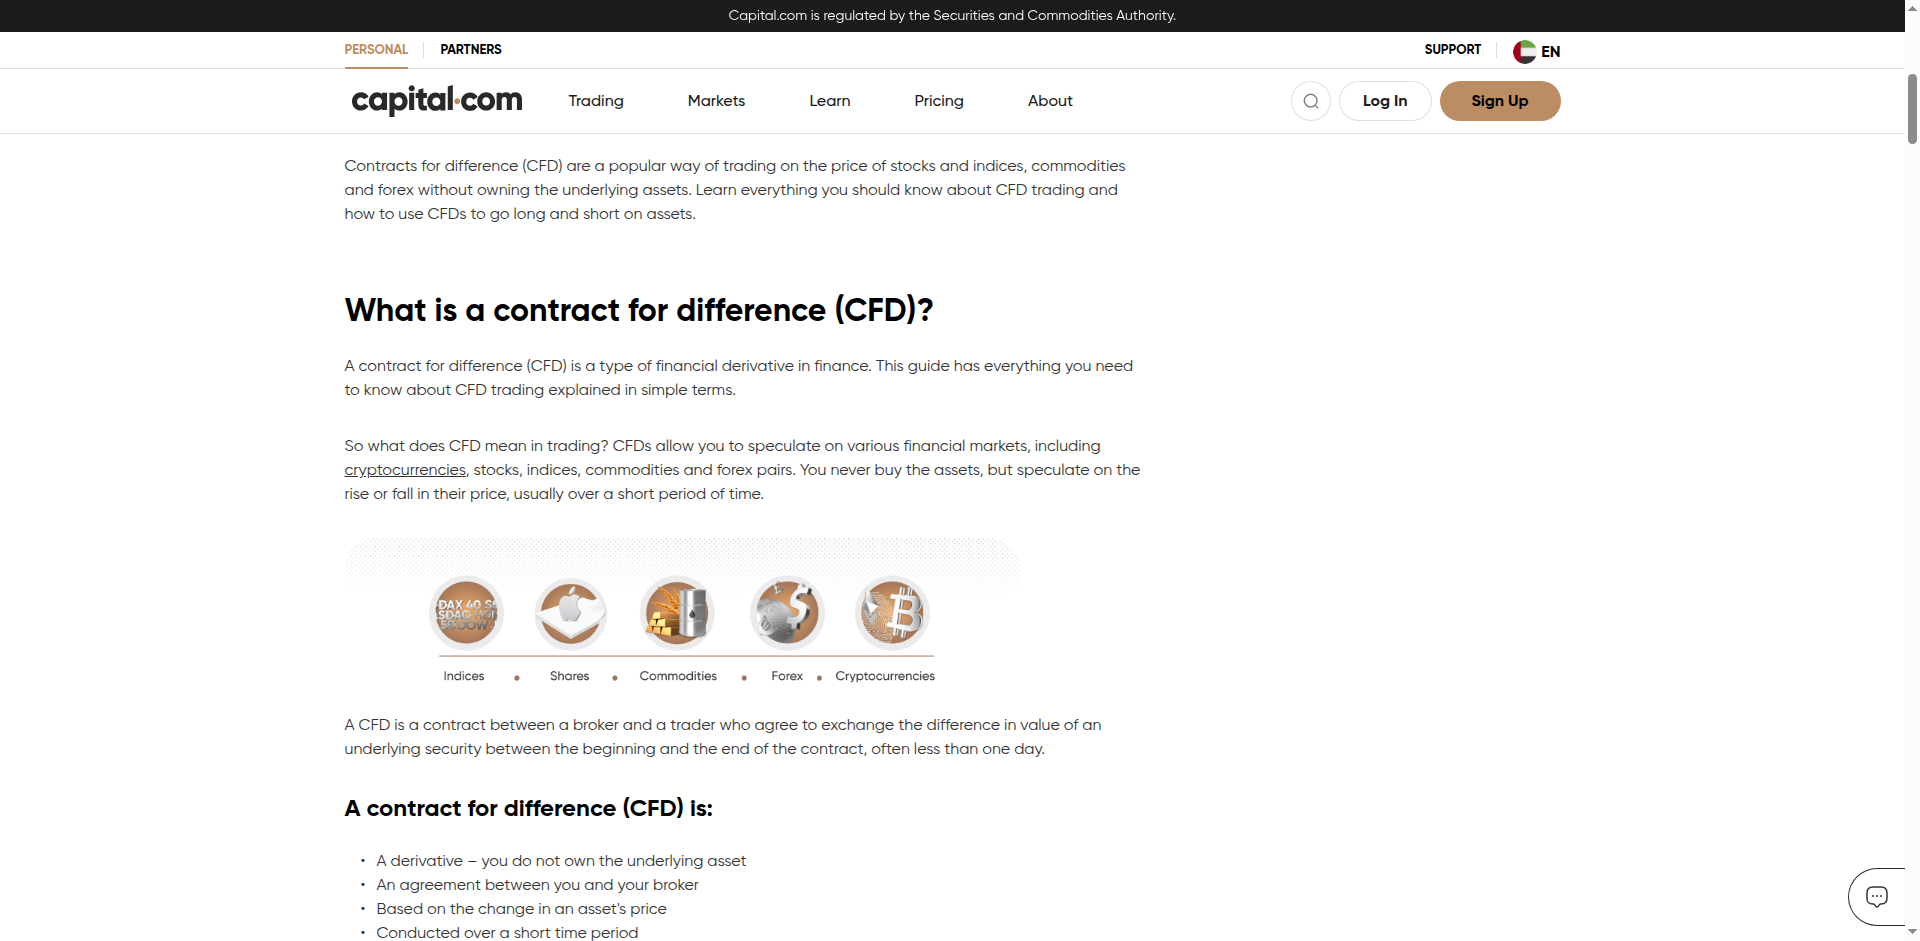 Capital.com is regulated by the Securities and Commodities Authority.
PERSONAL
PARTNERS
SUPPORT
EN
capital.com
Trading
Markets
Learn
Pricing
About
Log In
Sign Up
Contracts for difference (CFD) are a popular way of trading on the price of stocks and indices, commodities
and forex without owning the underlying assets. Learn everything you should know about CFD trading and
how to use CFDs to go long and short on assets.
What is a contract for difference (CFD)?
A contract for difference (CFD) is a type of financial derivative in finance. This guide has everything you need
to know about CFD trading explained in simple terms.
So what does CFD mean in trading? CFDs allow you to speculate on various financial markets, including
cryptocurrencies, stocks, indices, commodities and forex pairs. You never buy the assets, but speculate on the
rise or fall in their price, usually over a short period of time.
DAX 40
Indices
Shares
Commodities
Forex
Cryptocurrencies
A CFD is a contract between a broker and a trader who agree to exchange the difference in value of an
underlying security between the beginning and the end of the contract, often less than one day.
A contract for difference (CFD) is:
• A derivative – you do not own the underlying asset
• An agreement between you and your broker
• Based on the change in an asset's price
• Conducted over a short time period